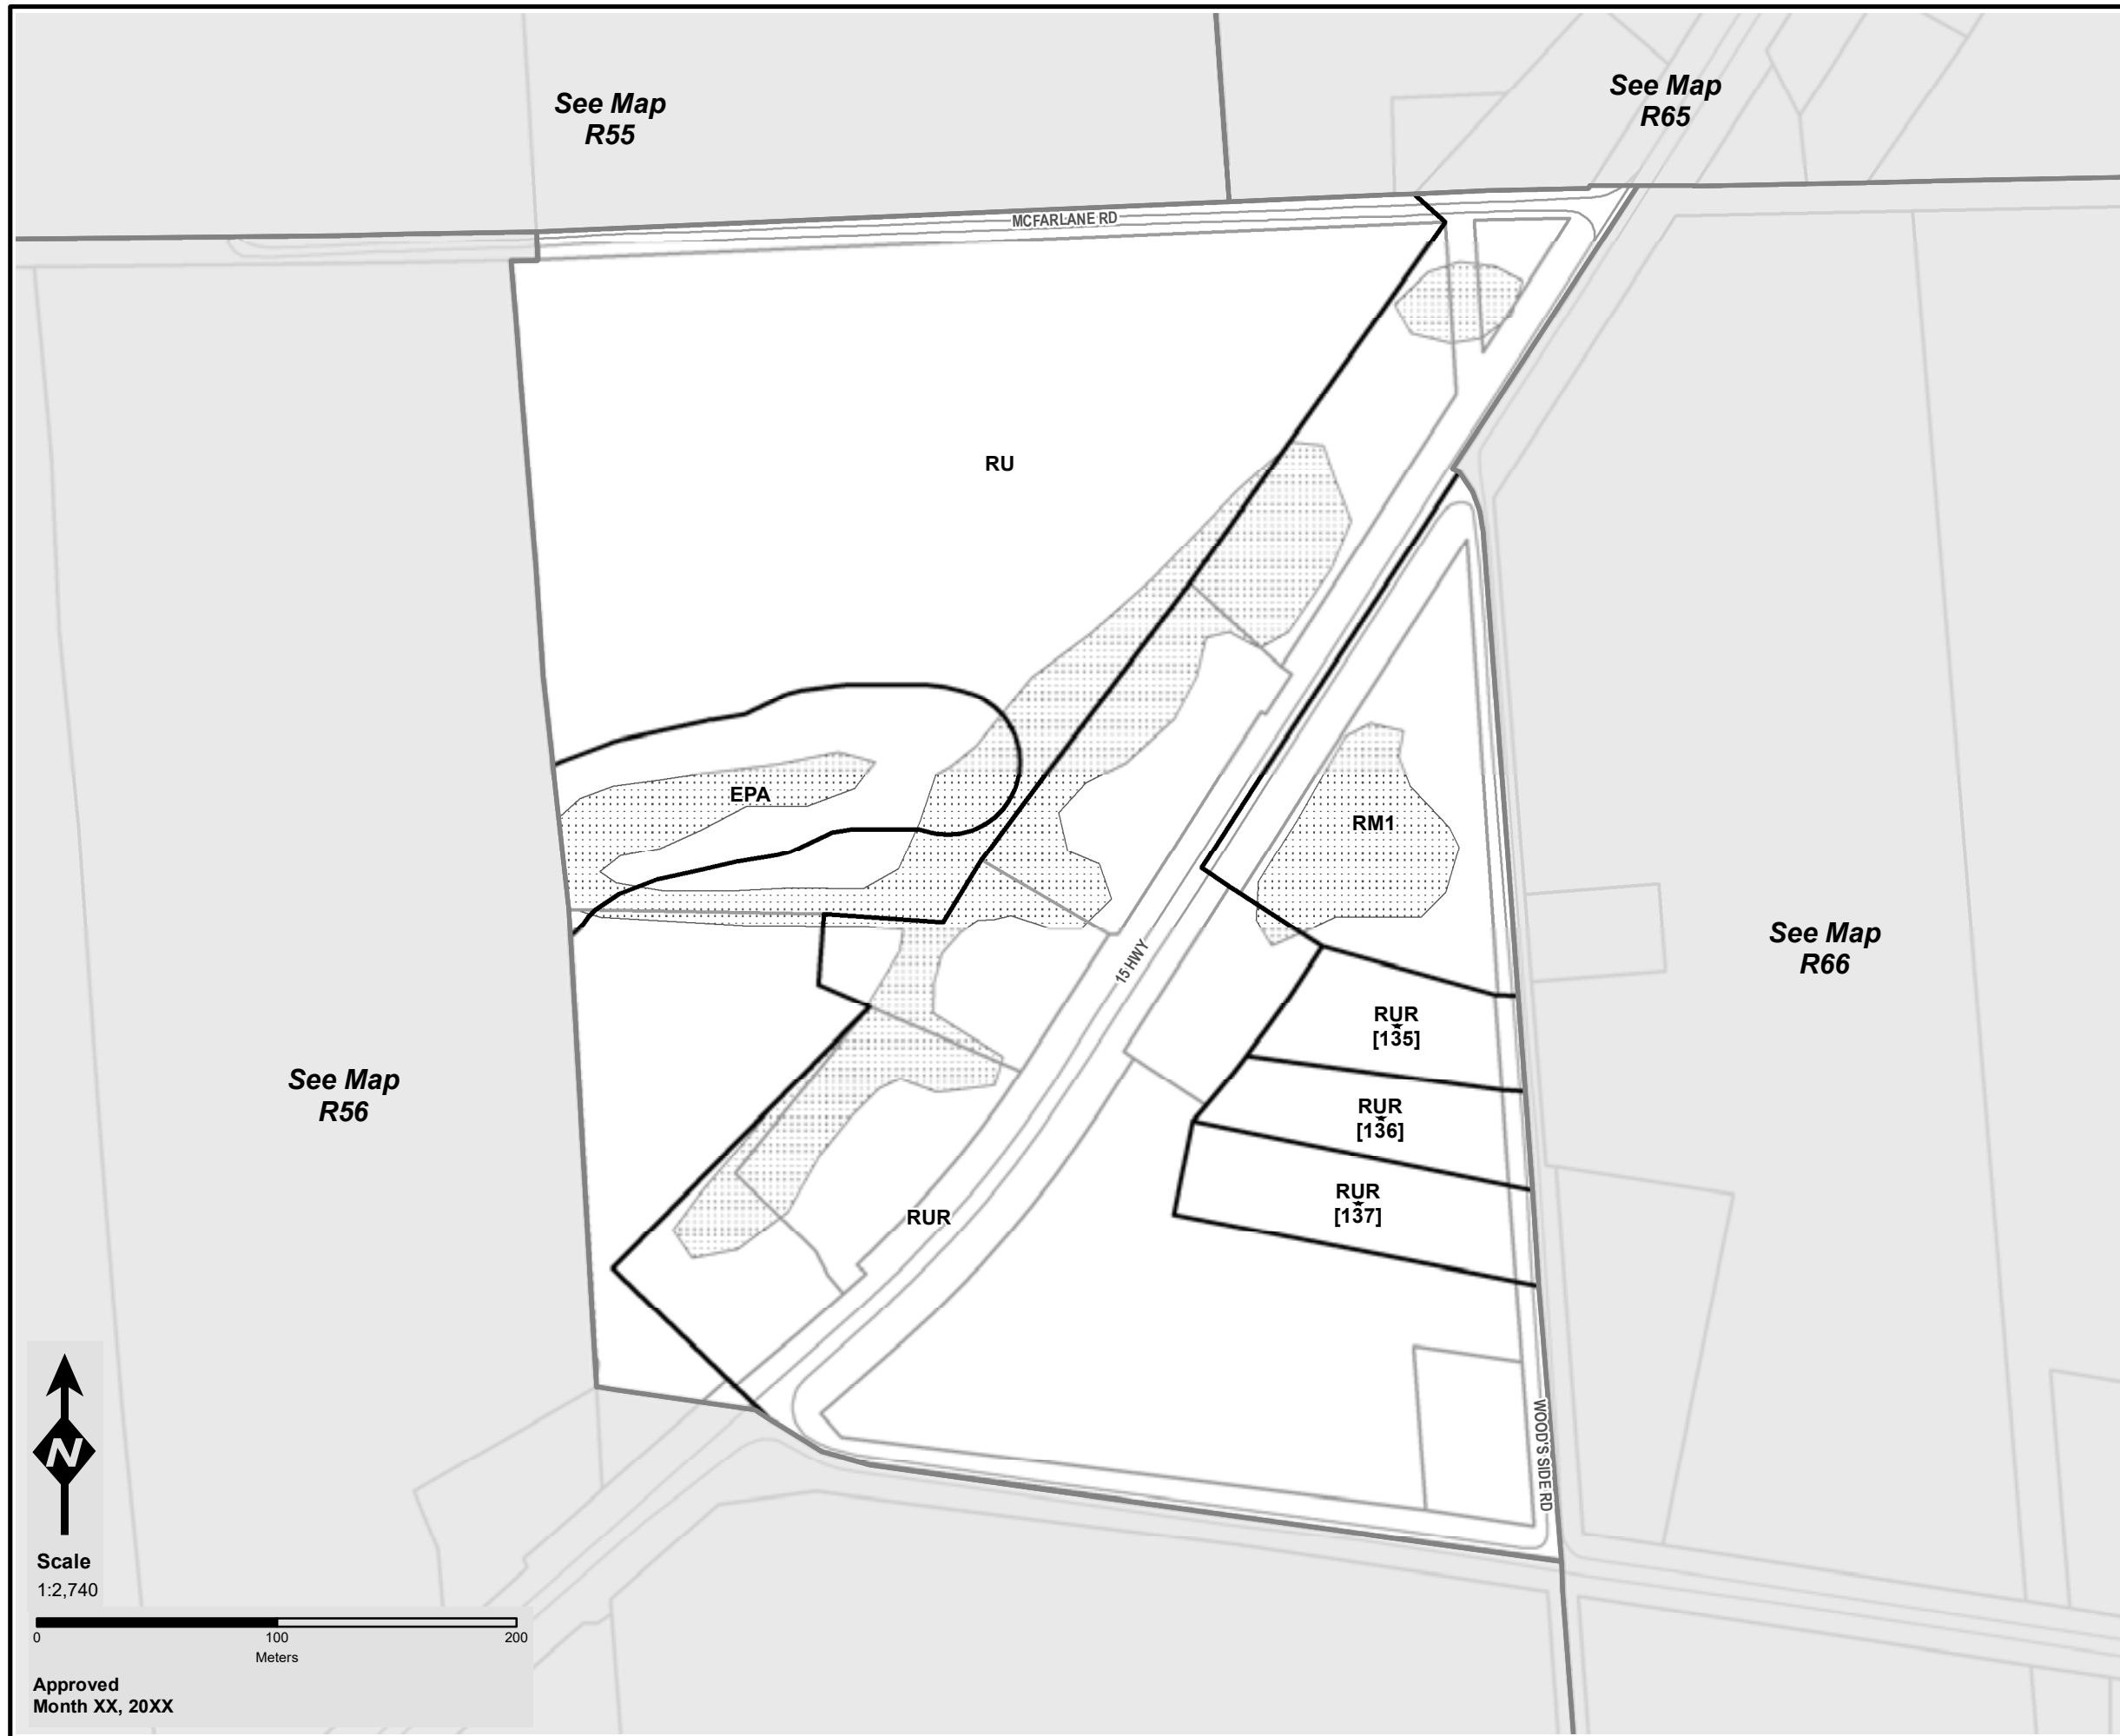 See Map
R55
See Map
R65
MCFARLANE RD
RU
EPA
RM1
15 HWY
See Map
R66
RUR
[135]
See Map
R56
RUR
[136]
RUR
[137]
RUR
WOOD'S SIDE RD
N
Scale
1:2,740
0 100 200
Meters
Approved
Month XX, 20XX